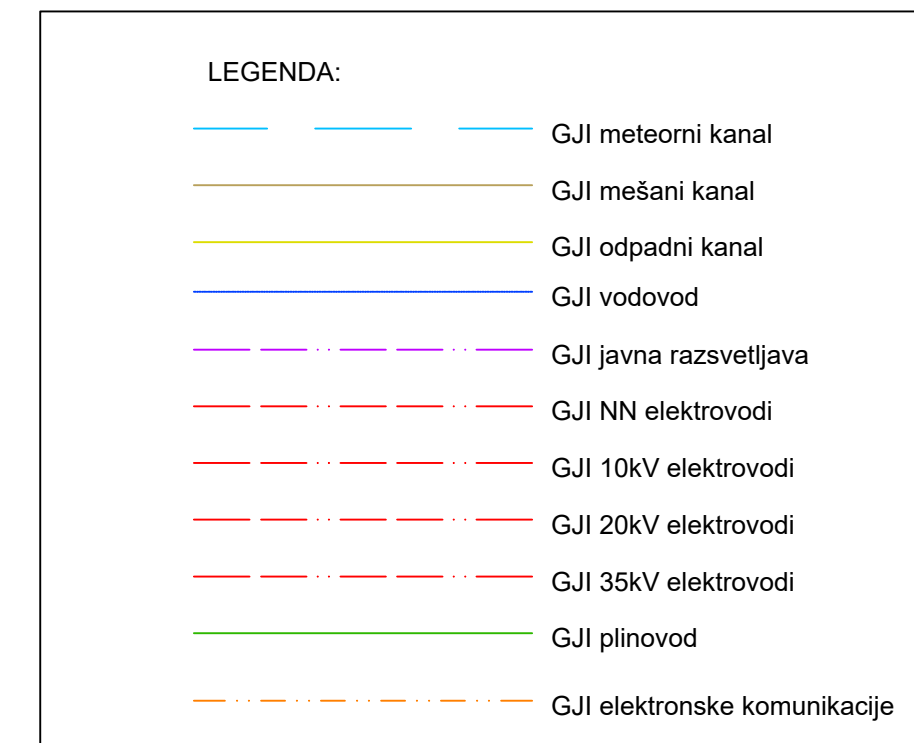 LEGENDA:
GJI meteorni kanal
GJI mešani kanal
GJI odpadni kanal
GJI vodovod
GJI javna razsvetljava
GJI NN elektrovodi
GJI 10kV elektrovodi
GJI 20kV elektrovodi
GJI 35kV elektrovodi
GJI plinovod
GJI elektronske komunikacije